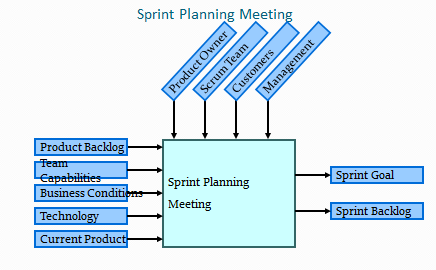 Sprint Planning Meeting
Product Owner
Scrum Team
Customers
Management
Product Backlog
Team
Capabilities
Business Conditions
Technology
Current Product
Sprint Planning
Meeting
Sprint Goal
Sprint Backlog